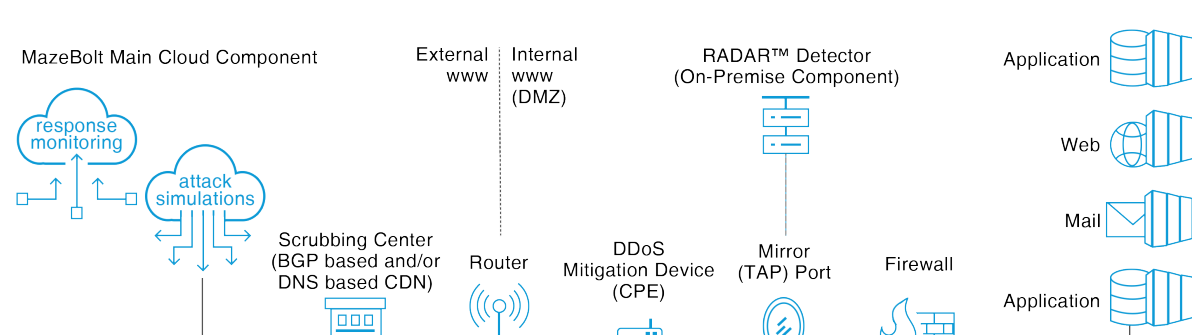 MazeBolt Main Cloud Component
response
monitoring
attack
simulations
Scrubbing Center
(BGP based and/or
DNS based CDN)
External
www
Internal
www
(DMZ)
Router
DDoS
Mitigation Device
(CPE)
RADAR™ Detector
(On-Premise Component)
Mirror
(TAP) Port
Firewall
Application
Web
Mail
Application